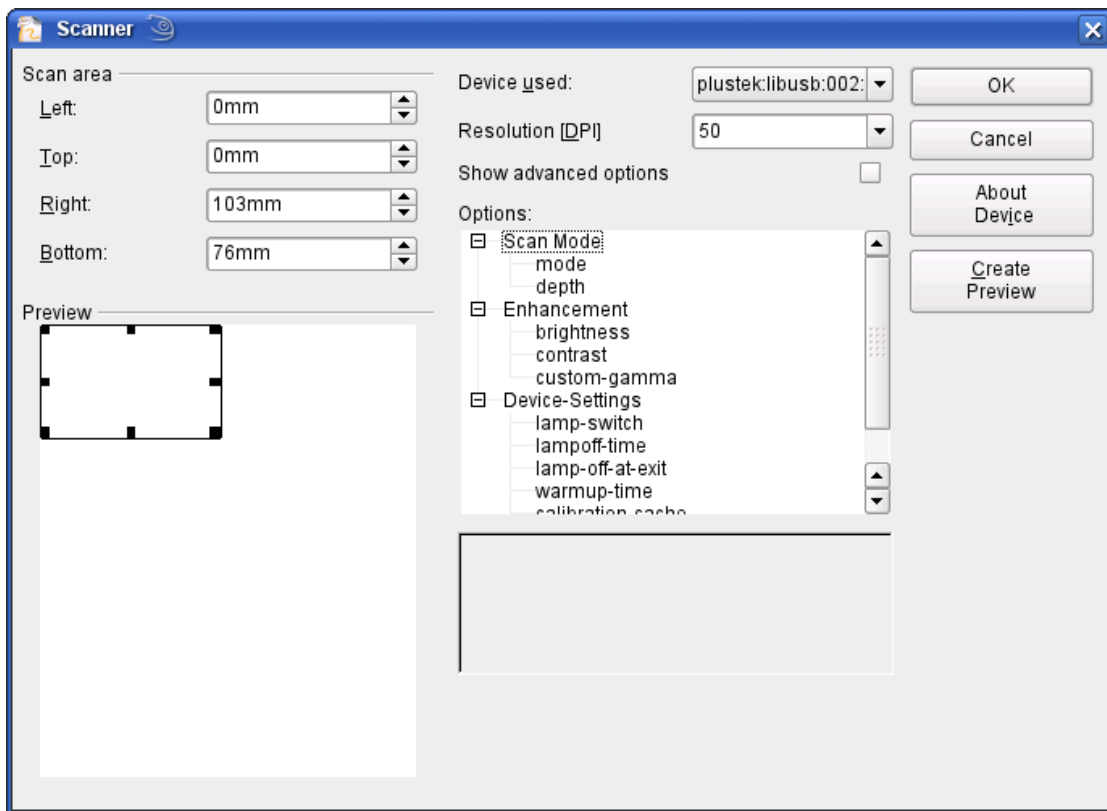 Scanner
Scan area
Left:
0mm
Top:
0mm
Right:
103mm
Bottom:
76mm
Preview
Device used:
plustek:libusb:002:
Resolution [DPI]
50
Show advanced options
Options:
Scan Mode
mode
depth
Enhancement
brightness
contrast
custom-gamma
Device-Settings
lamp-switch
lampoff-time
lamp-off-at-exit
warmup-time
calibration-cache
OK
Cancel
About
Device
Create
Preview